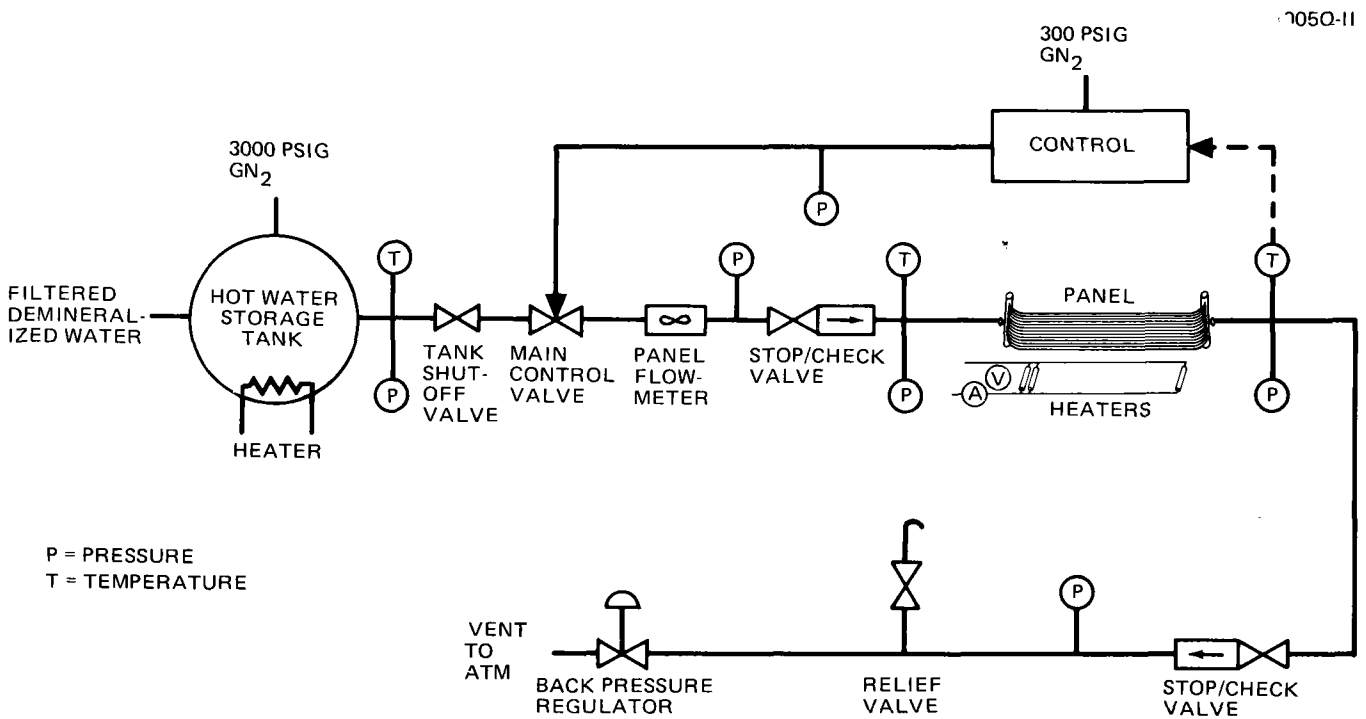 005Q-11
300 PSIG
GN2
CONTROL
3000 PSIG
GN2
P
T
P
T
T
FILTERED
DEMINERAL-
IZED WATER
HOT WATER
STORAGE
TANK
PANEL
TANK
SHUT-
OFF
VALVE
MAIN
CONTROL
VALVE
PANEL
FLOW-
METER
STOP/CHECK
VALVE
V
A
P
P
P
HEATERS
HEATER
P = PRESSURE
T = TEMPERATURE
P
VENT
TO
ATM
BACK PRESSURE
REGULATOR
RELIEF
VALVE
STOP/CHECK
VALVE